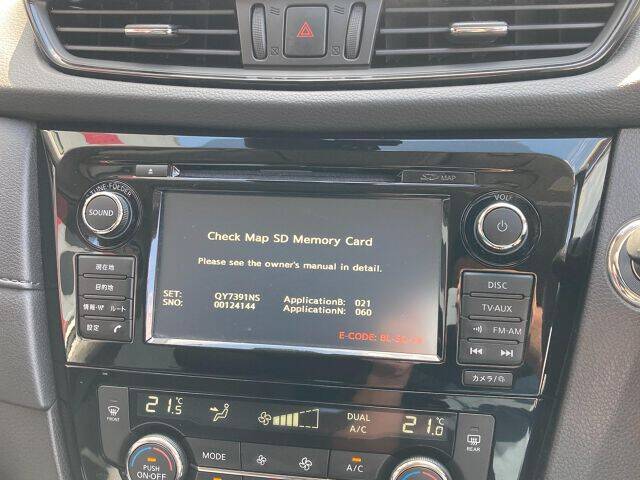 SD MAP
TUNE·FOLDER
SOUND
VOL
現在地
目的地
情報·VP ルート
設定
Check Map SD Memory Card
Please see the owner's manual in detail.
SET: QY7391NS ApplicationB: 021
SNO: 00124144 ApplicationN: 060
E-CODE:
DISC
TV·AUX
FM·AM
カメラ/
FRONT
21.5 °C
DUAL
A/C
21.0 °C
REAR
MODE
A/C
PUSH
ON·OFF